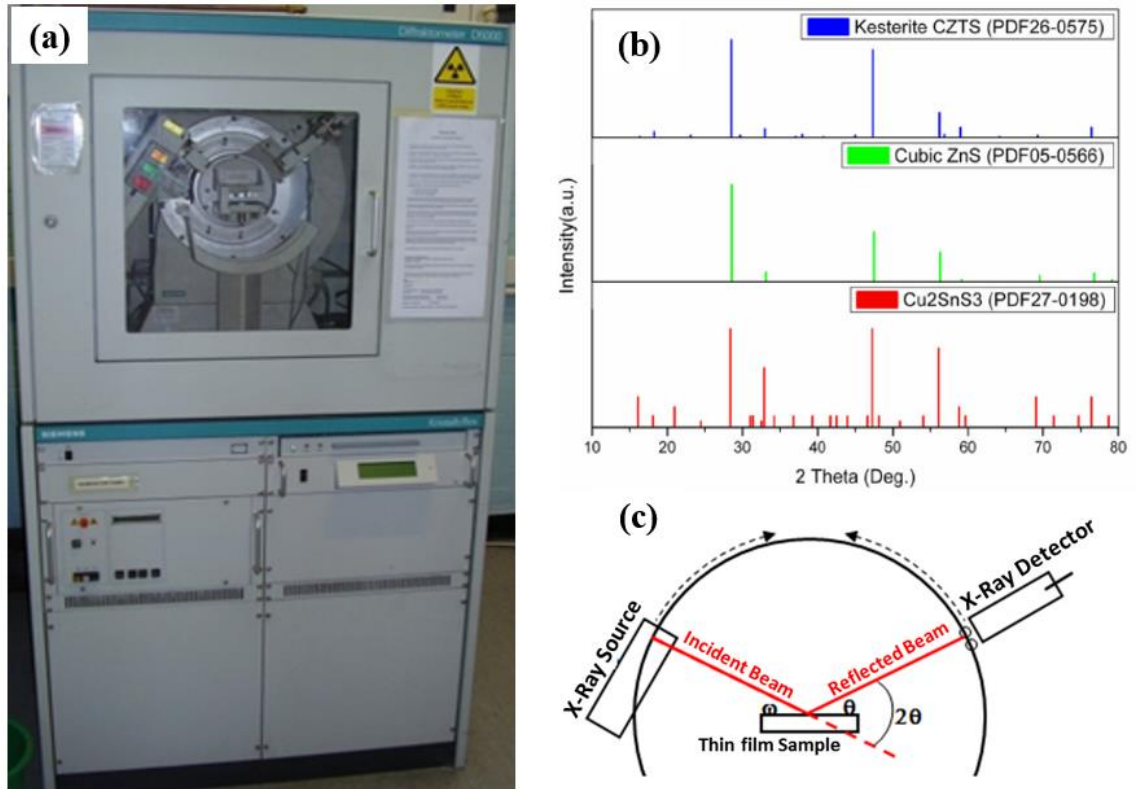 (a)
Diffraktometer D5000
SIEMENS
Kristalloflex
(b)
Kesterite CZTS (PDF26-0575)
Cubic ZnS (PDF05-0566)
Cu2SnS3 (PDF27-0198)
Intensity(a.u.)
10 20 30 40 50 60 70 80
2 Theta (Deg.)
(c)
X-Ray Source
Incident Beam
Reflected Beam
X-Ray Detector
ω
θ
2θ
Thin film Sample